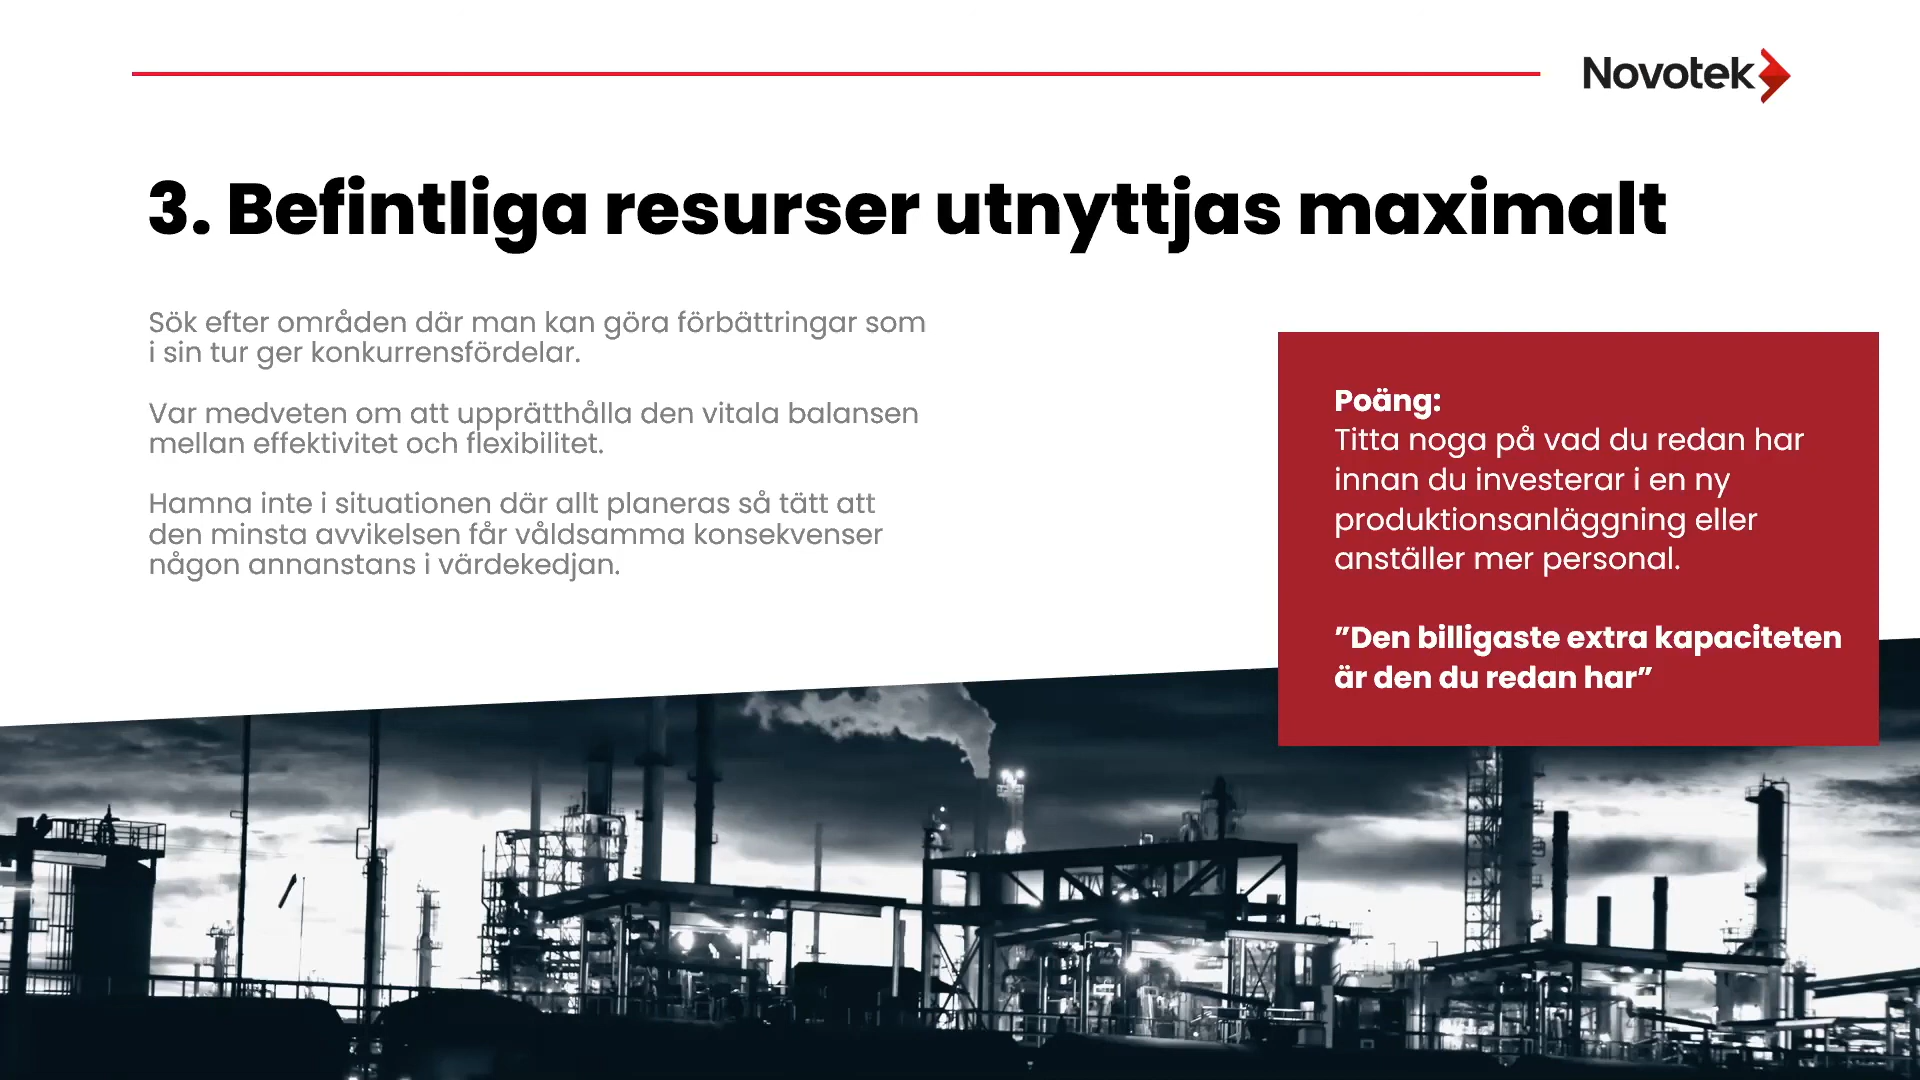 Novotek
3. Befintliga resurser utnyttjas maximalt
Sök efter områden där man kan göra förbättringar som
i sin tur ger konkurrensfördelar.
Var medveten om att upprätthålla den vitala balansen
mellan effektivitet och flexibilitet.
Hamna inte i situationen där allt planeras så tätt att
den minsta avvikelsen får våldsamma konsekvenser
någon annanstans i värdekedjan.
Poäng:
Titta noga på vad du redan har
innan du investerar i en ny
produktionsanläggning eller
anställer mer personal.
”Den billigaste extra kapaciteten
är den du redan har”